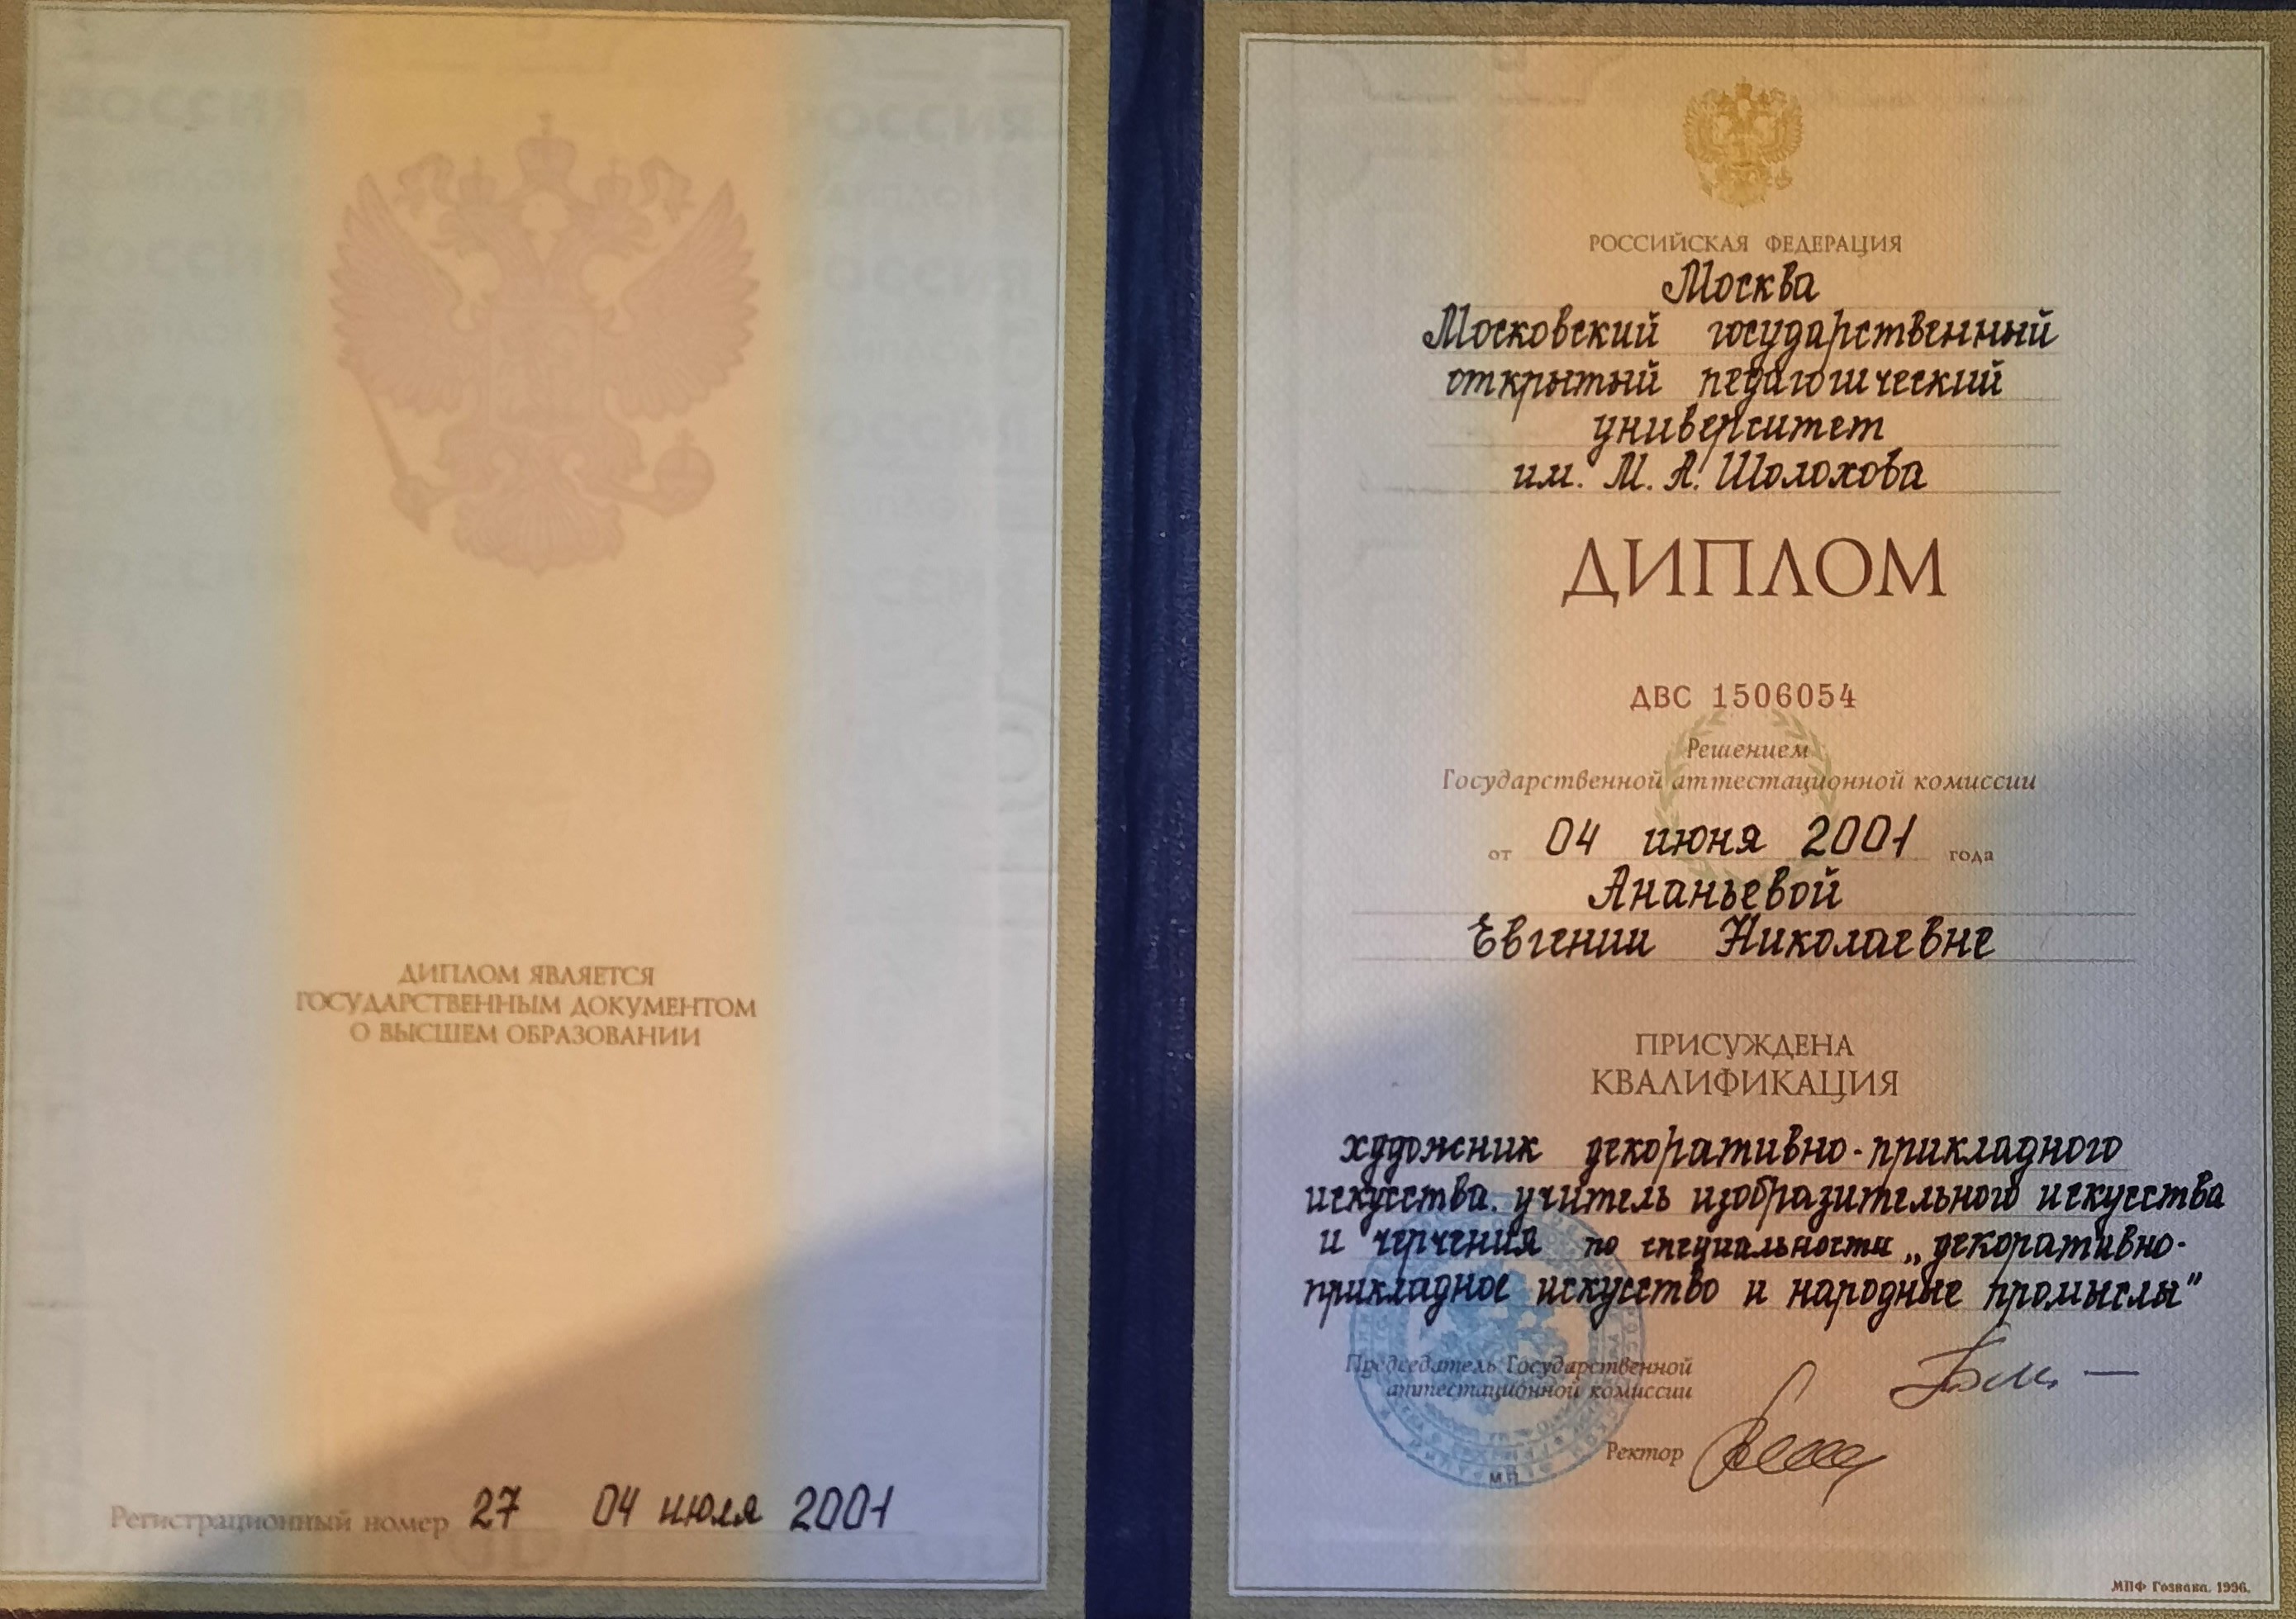 ДИПЛОМ ЯВЛЯЕТСЯ
ГОСУДАРСТВЕННЫМ ДОКУМЕНТОМ
О ВЫСШЕМ ОБРАЗОВАНИИ
Регистрационный номер 27 04 июля 2001
РОССИЙСКАЯ ФЕДЕРАЦИЯ
Москва
Московский государственный
открытый педагогический
университет
им. М. А. Шолохова
ДИПЛОМ
ДВС 1506054
Решением
Государственной аттестационной комиссии
от 04 июня 2001 года
Ананьевой
Евгении Николаевне
ПРИСУЖДЕНА
КВАЛИФИКАЦИЯ
художник декоративно-прикладного
искусства. учитель изобразительного искусства
и черчения по специальности „декоративно-
прикладное искусство и народные промыслы"
Председатель Государственной
аттестационной комиссии
Ректор
М.П.
МПФ Гознака. 1996.